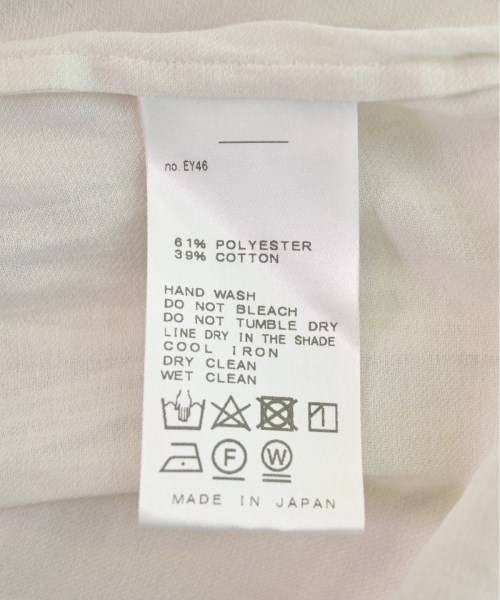 no. EY46
61% POLYESTER
39% COTTON
HAND WASH
DO NOT BLEACH
DO NOT TUMBLE DRY
LINE DRY IN THE SHADE
COOL IRON
DRY CLEAN
WET CLEAN
F W
MADE IN JAPAN